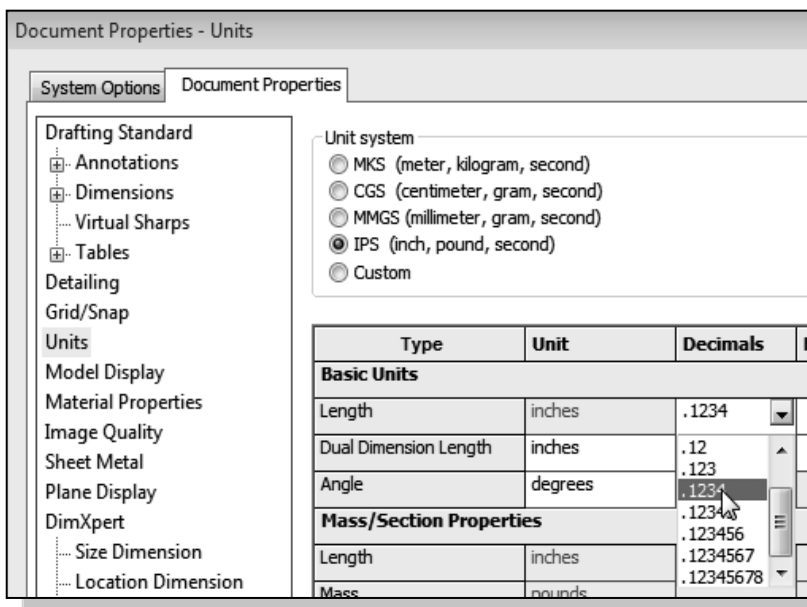 Document Properties - Units
System Options Document Properties
Drafting Standard
Annotations
Dimensions
Virtual Sharps
Tables
Detailing
Grid/Snap
Units
Model Display
Material Properties
Image Quality
Sheet Metal
Plane Display
DimXpert
Size Dimension
Location Dimension
Unit system
MKS (meter, kilogram, second)
CGS (centimeter, gram, second)
MMGS (millimeter, gram, second)
IPS (inch, pound, second)
Custom
Type Unit Decimals
Basic Units
Length inches .1234
Dual Dimension Length inches
Angle degrees
Mass/Section Properties
Length inches
Mass pounds
.12
.123
.1234
.123456
.1234567
.12345678